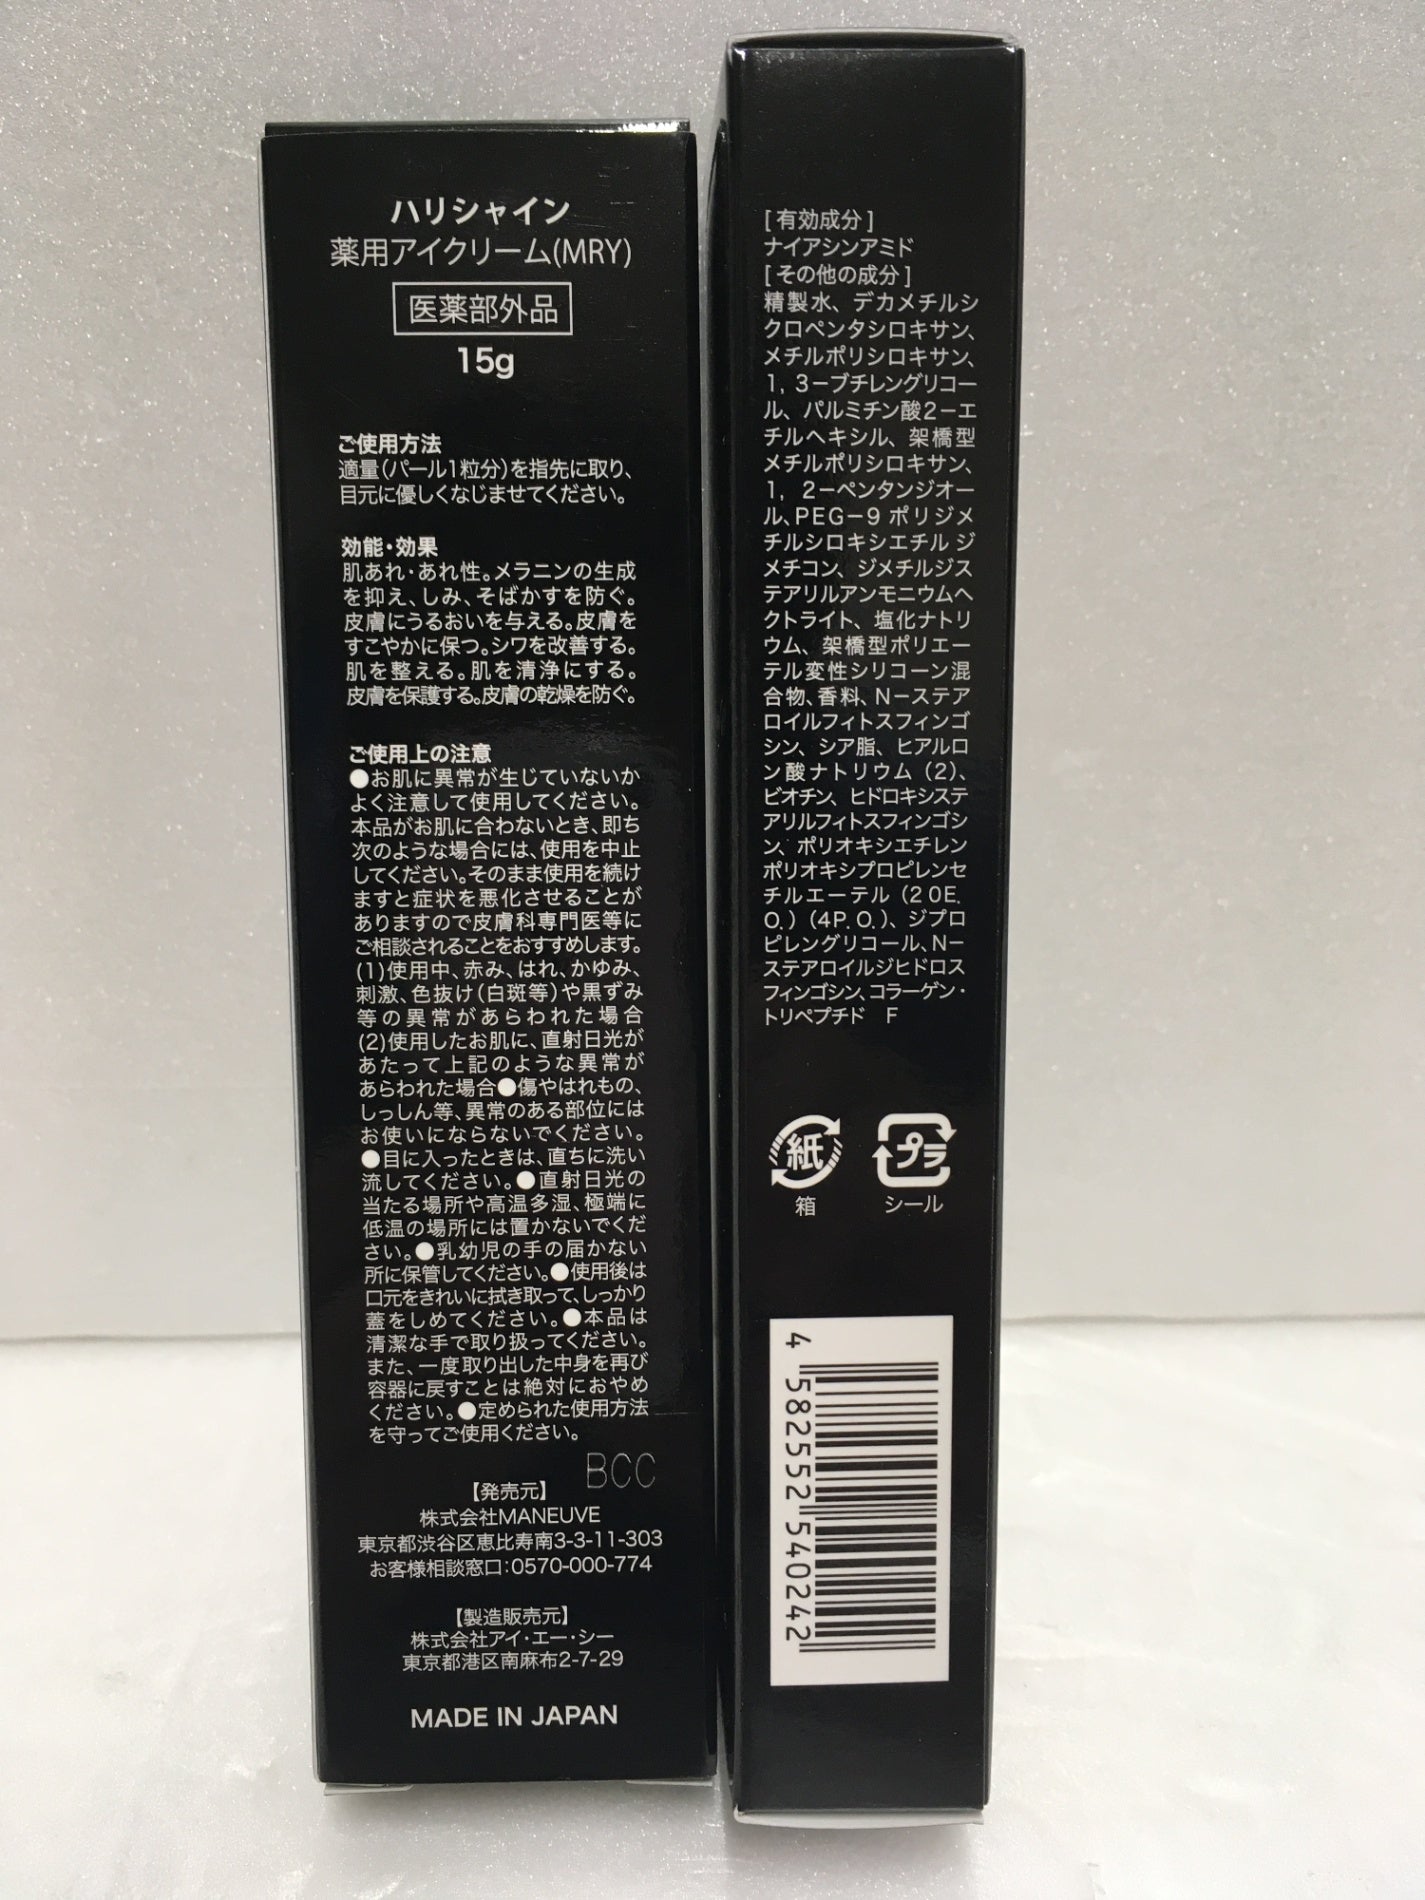 ハリシャイン
薬用アイクリーム(MRY)
医薬部外品
15g
ご使用方法
適量(パール1粒分)を指先に取り、
目元に優しくなじませてください。
効能・効果
肌あれ・あれ性。メラニンの生成
を抑え、しみ、そばかすを防ぐ。
皮膚にうるおいを与える。皮膚を
すこやかに保つ。シワを改善する。
肌を整える。肌を清浄にする。
皮膚を保護する。皮膚の乾燥を防ぐ。
ご使用上の注意
●お肌に異常が生じていないか
よく注意して使用してください。
本品がお肌に合わないとき、即ち
次のような場合には、使用を中止
してください。そのまま使用を続け
ますと症状を悪化させることが
ありますので皮膚科専門医等に
ご相談されることをおすすめします。
(1)使用中、赤み、はれ、かゆみ、
刺激、色抜け(白斑等)や黒ずみ
等の異常があらわれた場合
(2)使用したお肌に、直射日光が
あたって上記のような異常が
あらわれた場合●傷やはれもの、
しっしん等、異常のある部位には
お使いにならないでください。
●目に入ったときは、直ちに洗い
流してください。●直射日光の
当たる場所や高温多湿、極端に
低温の場所には置かないでくだ
さい。●乳幼児の手の届かない
所に保管してください。●使用後は
口元をきれいに拭き取って、しっかり
蓋をしめてください。●本品は
清潔な手で取り扱ってください。
また、一度取り出した中身を再び
容器に戻すことは絶対におやめ
ください。●定められた使用方法
を守ってご使用ください。
BCC
【発売元】
株式会社MANEUVE
東京都渋谷区恵比寿南3-3-11-303
お客様相談窓口:0570-000-774
【製造販売元】
株式会社アイ・エー・シー
東京都港区南麻布2-7-29
MADE IN JAPAN
[有効成分]
ナイアシンアミド
[その他の成分]
精製水、デカメチルシ
クロペンタシロキサン、
メチルポリシロキサン、
1, 3−ブチレングリコー
ル、パルミチン酸2−エ
チルヘキシル、架橋型
メチルポリシロキサン、
1, 2−ペンタンジオー
ル、PEG−9 ポリジメ
チルシロキシエチル ジ
メチコン、ジメチルジス
テアリルアンモニウムヘ
クトライト、塩化ナトリ
ウム、架橋型ポリエー
テル変性シリコーン混
合物、香料、N−ステア
ロイルフィトスフィンゴ
シン、シア脂、ヒアルロ
ン酸ナトリウム (2)、
ビオチン、ヒドロキシステ
アリルフィトスフィンゴシ
ン、ポリオキシエチレン
ポリオキシプロピレンセ
チルエーテル (20E.
O.) (4P.O.)、ジプロ
ピレングリコール、N−
ステアロイルジヒドロス
フィンゴシン、コラーゲン・
トリペプチド F
紙
プラ
箱
シール
4 582552 540242